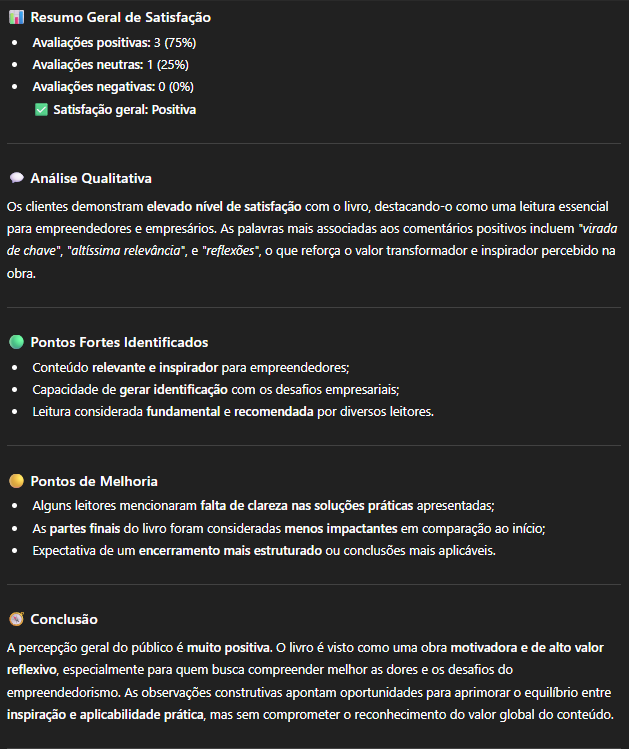 Resumo Geral de Satisfação
Avaliações positivas: 3 (75%)
Avaliações neutras: 1 (25%)
Avaliações negativas: 0 (0%)
Satisfação geral: Positiva
Análise Qualitativa
Os clientes demonstram elevado nível de satisfação com o livro, destacando-o como uma leitura essencial
para empreendedores e empresários. As palavras mais associadas aos comentários positivos incluem "virada
de chave", "altíssima relevância", e "reflexões", o que reforça o valor transformador e inspirador percebido na
obra.
Pontos Fortes Identificados
Conteúdo relevante e inspirador para empreendedores;
Capacidade de gerar identificação com os desafios empresariais;
Leitura considerada fundamental e recomendada por diversos leitores.
Pontos de Melhoria
Alguns leitores mencionaram falta de clareza nas soluções práticas apresentadas;
As partes finais do livro foram consideradas menos impactantes em comparação ao início;
Expectativa de um encerramento mais estruturado ou conclusões mais aplicáveis.
Conclusão
A percepção geral do público é muito positiva. O livro é visto como uma obra motivadora e de alto valor
reflexivo, especialmente para quem busca compreender melhor as dores e os desafios do
empreendedorismo. As observações construtivas apontam oportunidades para aprimorar o equilíbrio entre
inspiração e aplicabilidade prática, mas sem comprometer o reconhecimento do valor global do conteúdo.